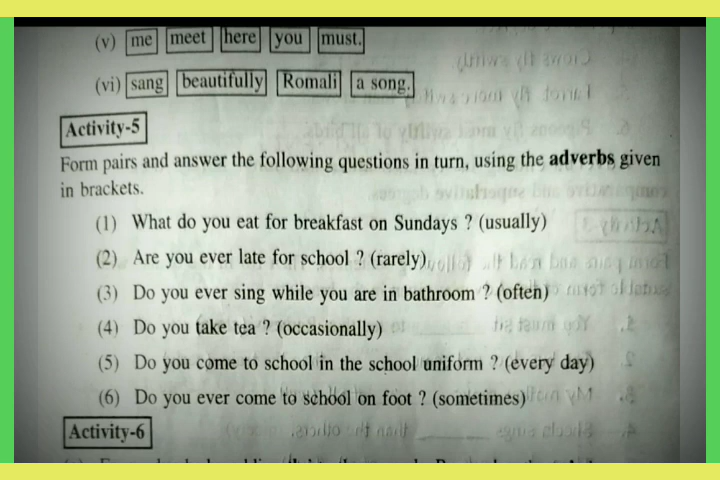 (v) me meet here you must.
(vi) sang beautifully Romali a song.
Activity-5
Form pairs and answer the following questions in turn, using the adverbs given
in brackets.
(1) What do you eat for breakfast on Sundays ? (usually)
(2) Are you ever late for school ? (rarely)
(3) Do you ever sing while you are in bathroom ? (often)
(4) Do you take tea ? (occasionally)
(5) Do you come to school in the school uniform ? (every day)
(6) Do you ever come to school on foot ? (sometimes)
Activity-6